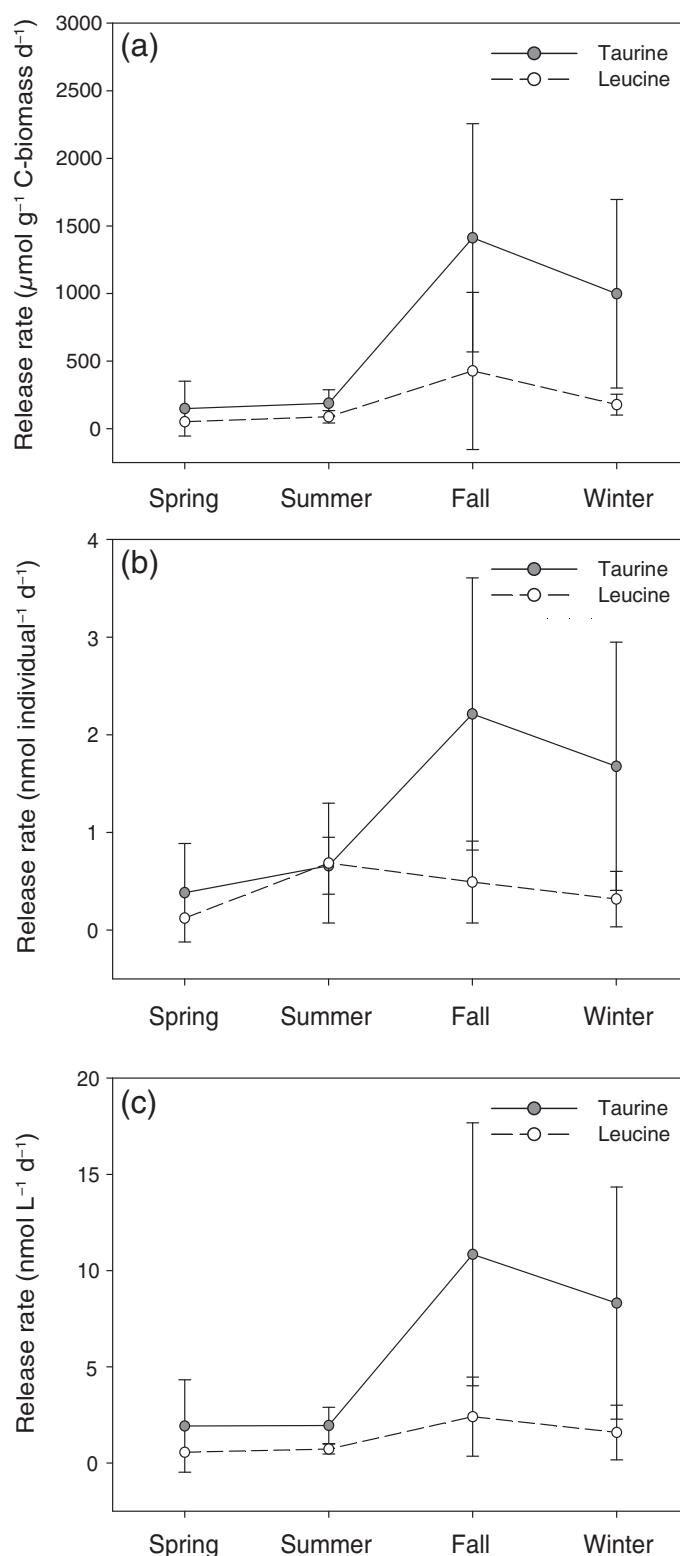 (a)
Taurine
Leucine
Release rate (µmol g⁻¹ C-biomass d⁻¹)
3000
2500
2000
1500
1000
500
0
Spring Summer Fall Winter
(b)
Taurine
Leucine
Release rate (nmol individual⁻¹ d⁻¹)
4
3
2
1
0
Spring Summer Fall Winter
(c)
Taurine
Leucine
Release rate (nmol L⁻¹ d⁻¹)
20
15
10
5
0
Spring Summer Fall Winter